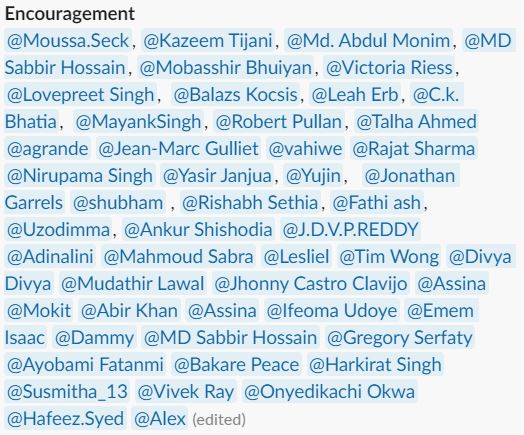 Encouragement
@Moussa.Seck, @Kazeem Tijani, @Md. Abdul Monim, @MD
Sabbir Hossain, @Mobasshir Bhuiyan, @Victoria Riess,
@Lovepreet Singh, @Balazs Kocsis, @Leah Erb, @C.k.
Bhatia, @MayankSingh, @Robert Pullan, @Talha Ahmed
@agrande @Jean-Marc Gulliet @vahiwe @Rajat Sharma
@Nirupama Singh @Yasir Janjua, @Yujin, @Jonathan
Garrels @shubham , @Rishabh Sethia, @Fathi ash,
@Uzodimma, @Ankur Shishodia @J.D.V.P.REDDY
@Adinalini @Mahmoud Sabra @Lesliel @Tim Wong @Divya
Divya @Mudathir Lawal @Jhonny Castro Clavijo @Assina
@Mokit @Abir Khan @Assina @Ifeoma Udoye @Emem
Isaac @Dammy @MD Sabbir Hossain @Gregory Serfaty
@Ayobami Fatanmi @Bakare Peace @Harkirat Singh
@Susmitha_13 @Vivek Ray @Onyedikachi Okwa
@Hafeez.Syed @Alex (edited)